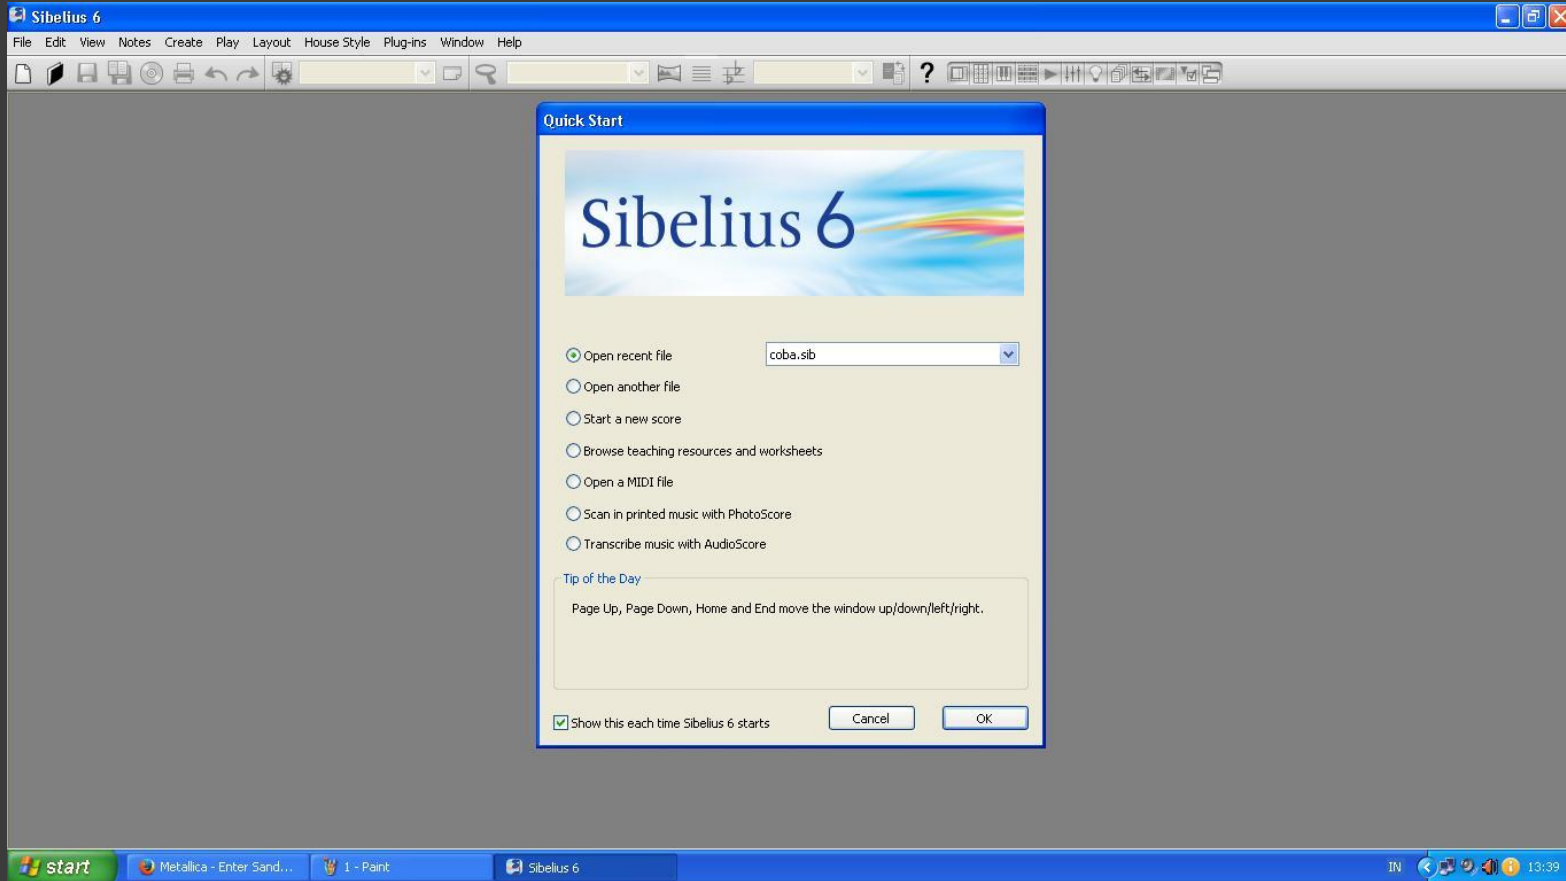 Sibelius 6
File Edit View Notes Create Play Layout House Style Plug-ins Window Help
Quick Start
Sibelius 6
Open recent file coba.sib
Open another file
Start a new score
Browse teaching resources and worksheets
Open a MIDI file
Scan in printed music with PhotoScore
Transcribe music with AudioScore
Tip of the Day
Page Up, Page Down, Home and End move the window up/down/left/right.
Show this each time Sibelius 6 starts Cancel OK
start Metallica - Enter Sand... 1 - Paint Sibelius 6 IN 13:39